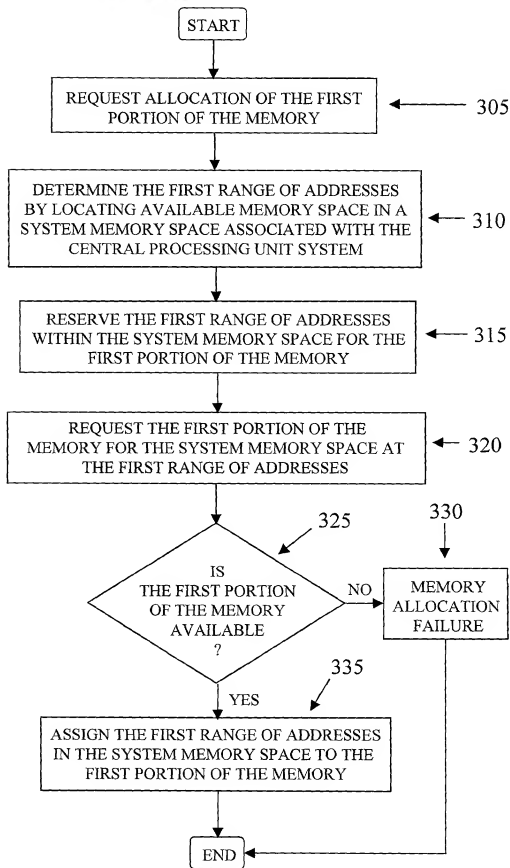 START
REQUEST ALLOCATION OF THE FIRST
PORTION OF THE MEMORY
305
DETERMINE THE FIRST RANGE OF ADDRESSES
BY LOCATING AVAILABLE MEMORY SPACE IN A
SYSTEM MEMORY SPACE ASSOCIATED WITH THE
CENTRAL PROCESSING UNIT SYSTEM
310
RESERVE THE FIRST RANGE OF ADDRESSES
WITHIN THE SYSTEM MEMORY SPACE FOR THE
FIRST PORTION OF THE MEMORY
315
REQUEST THE FIRST PORTION OF THE
MEMORY FOR THE SYSTEM MEMORY SPACE AT
THE FIRST RANGE OF ADDRESSES
320
325
IS
THE FIRST PORTION
OF THE MEMORY
AVAILABLE
?
NO
330
MEMORY
ALLOCATION
FAILURE
YES
335
ASSIGN THE FIRST RANGE OF ADDRESSES
IN THE SYSTEM MEMORY SPACE TO THE
FIRST PORTION OF THE MEMORY
END